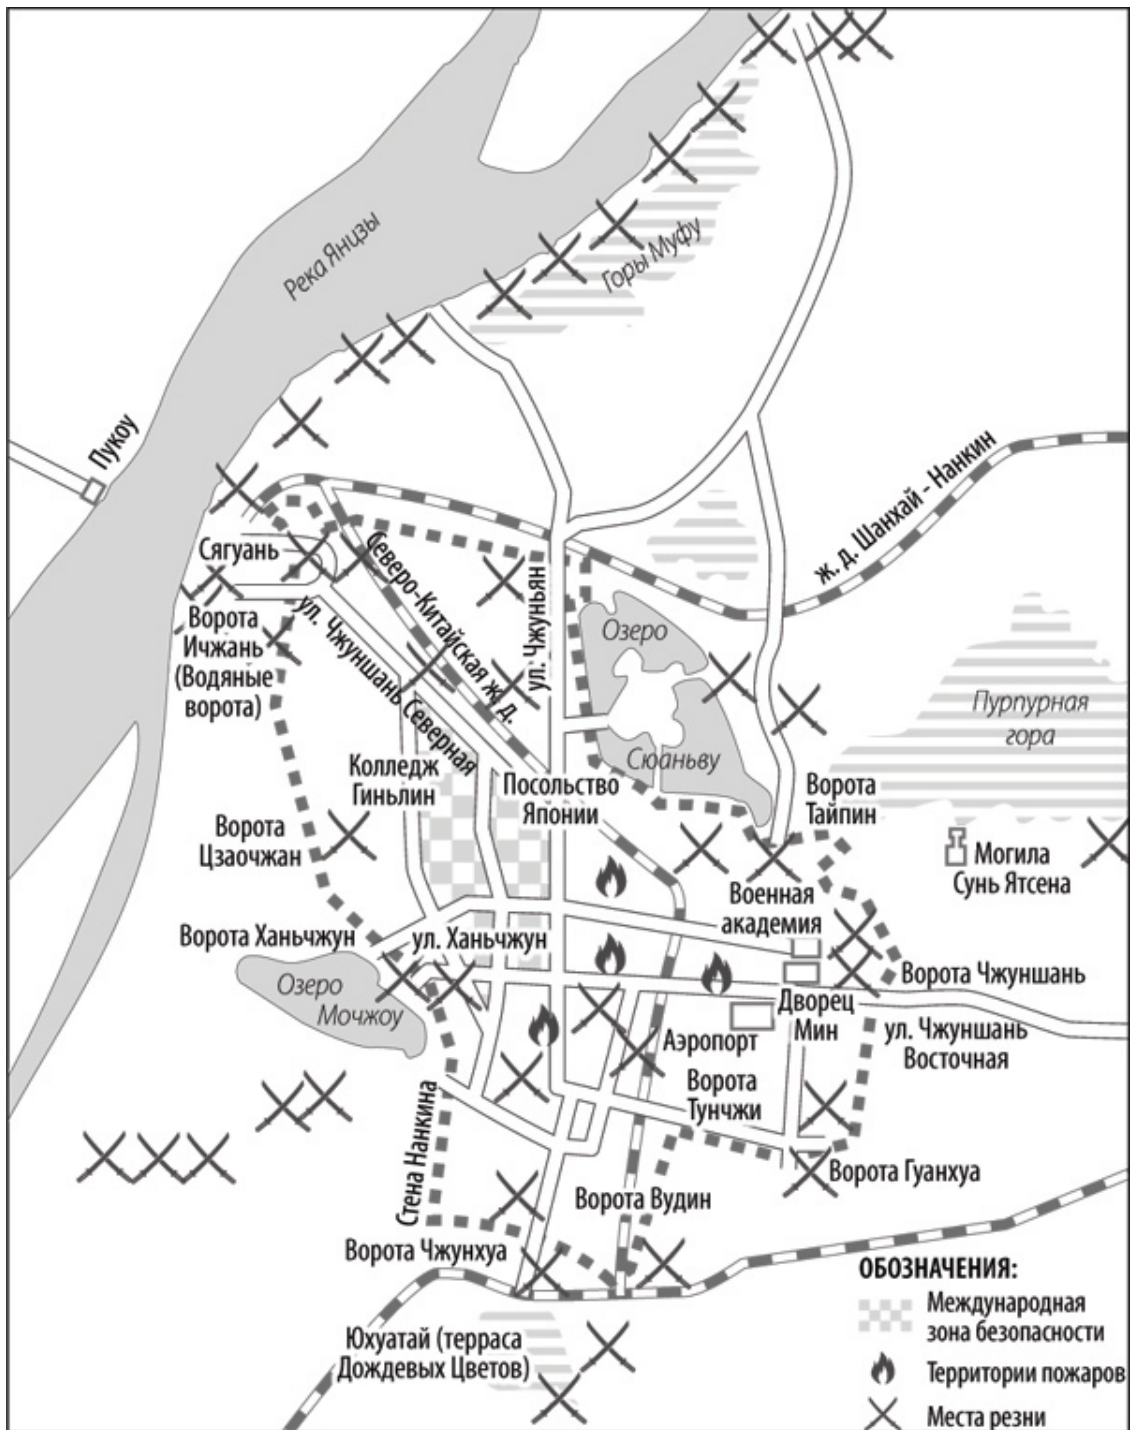 Река Янцзы
Горы Муфу
Пукоу
ж. д. Шанхай - Нанкин
Сягуань
Северо-Китайская ж. д.
ул. Чжуньян
Озеро
Сюаньву
Ворота
Ичжань
(Водяные
ворота)
ул. Чжуншань Северная
Пурпурная
гора
Колледж
Гиньлин
Посольство
Японии
Ворота
Тайпин
Ворота
Цзаочжан
Могила
Сунь Ятсена
Военная
академия
Ворота Ханьчжун
ул. Ханьчжун
Ворота Чжуншань
Озеро
Мочжоу
Дворец
Мин
ул. Чжуншань
Восточная
Аэропорт
Ворота
Тунчжи
Стена Нанкина
Ворота Гуанхуа
Ворота Вудин
Ворота Чжунхуа
Юхуатай (терраса
Дождевых Цветов)
ОБОЗНАЧЕНИЯ:
Международная
зона безопасности
Территории пожаров
Места резни